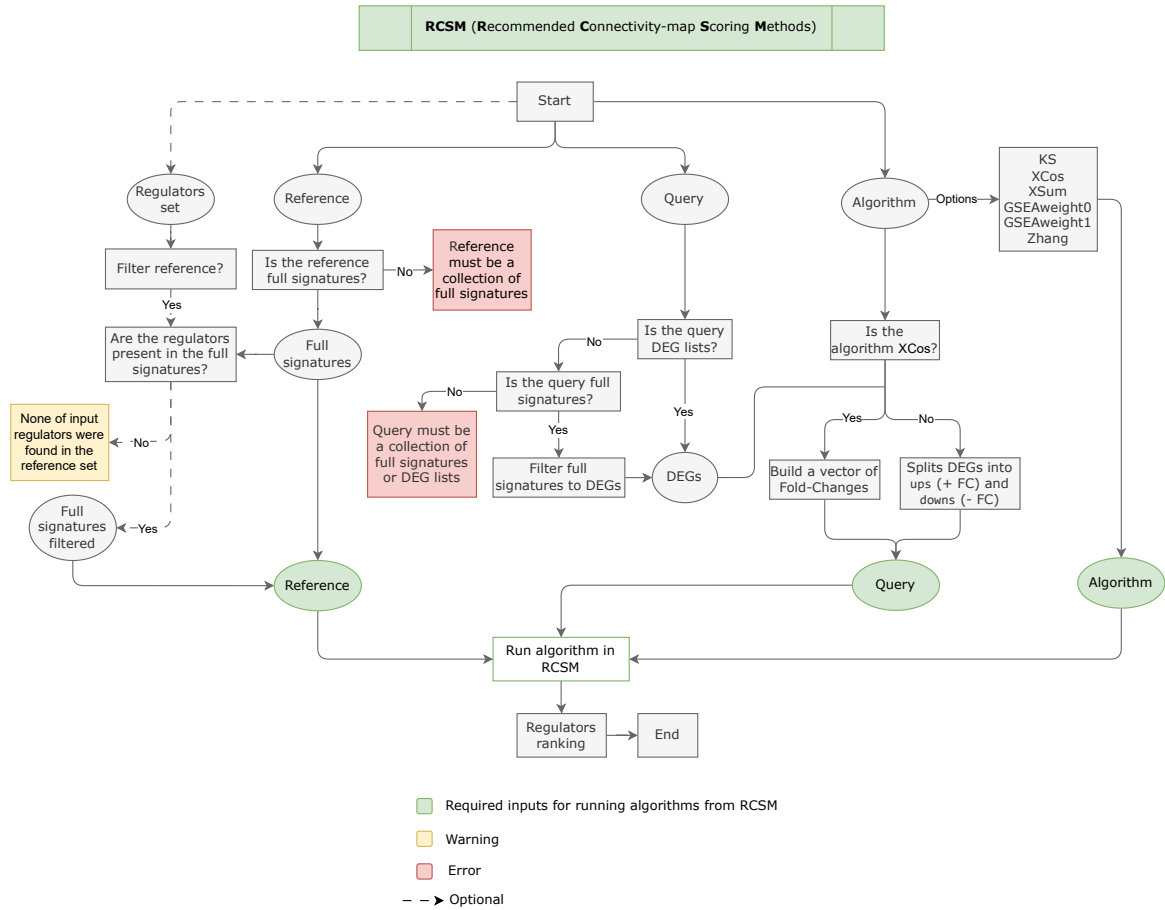 RCSM (Recommended Connectivity-map Scoring Methods)
Start
Regulators
set
Reference
Query
Algorithm
Options
KS
XCos
XSum
GSEAweight0
GSEAweight1
Zhang
Filter reference?
Is the reference
full signatures?
No
Reference
must be a
collection of
full signatures
Yes
Are the regulators
present in the full
signatures?
Full
signatures
Is the query
DEG lists?
Is the
algorithm XCos?
No
Is the query full
signatures?
No
Yes
Yes
Yes
No
None of input
regulators were
found in the
reference set
No
Query must be
a collection of
full signatures
or DEG lists
Filter full
signatures to DEGs
DEGs
Build a vector of
Fold-Changes
Splits DEGs into
ups (+ FC) and
downs (- FC)
Full
signatures
filtered
Yes
Reference
Query
Algorithm
Run algorithm in
RCSM
Regulators
ranking
End
Required inputs for running algorithms from RCSM
Warning
Error
Optional